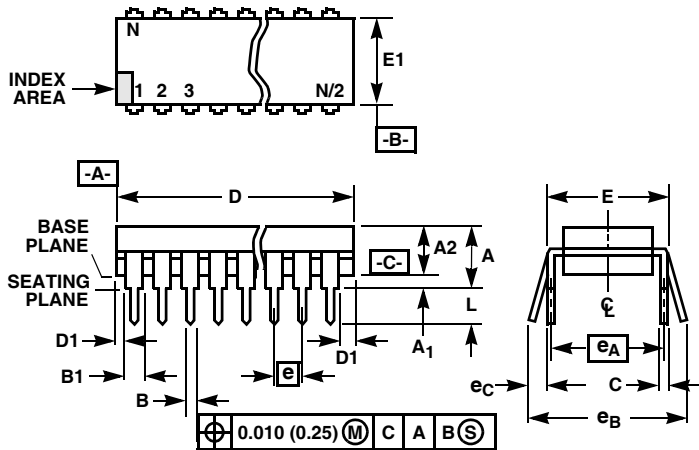 N
E1
INDEX
AREA
1 2 3 N/2
-B-
-A-
D
E
BASE
PLANE
A2
A
-C-
SEATING
PLANE
L
C
L
D1
A1
D1
eA
B1
e
eC
C
B
eB
0.010 (0.25) M C A B S